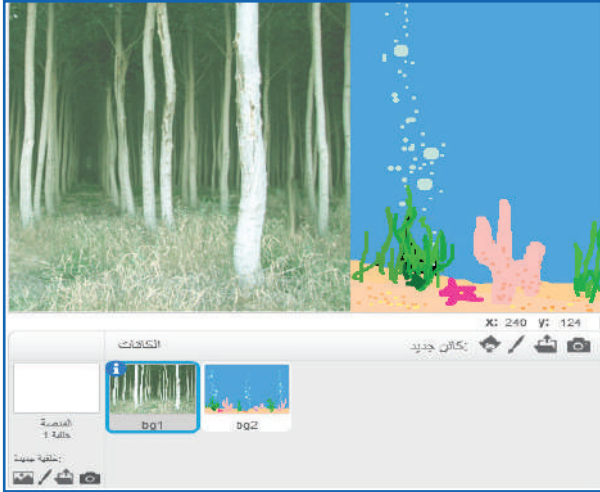 x: 240 y: 124
الكائنات
كائن جديد:
bg1
bg2
المنصة
خلفية 1
خلفية جديدة: